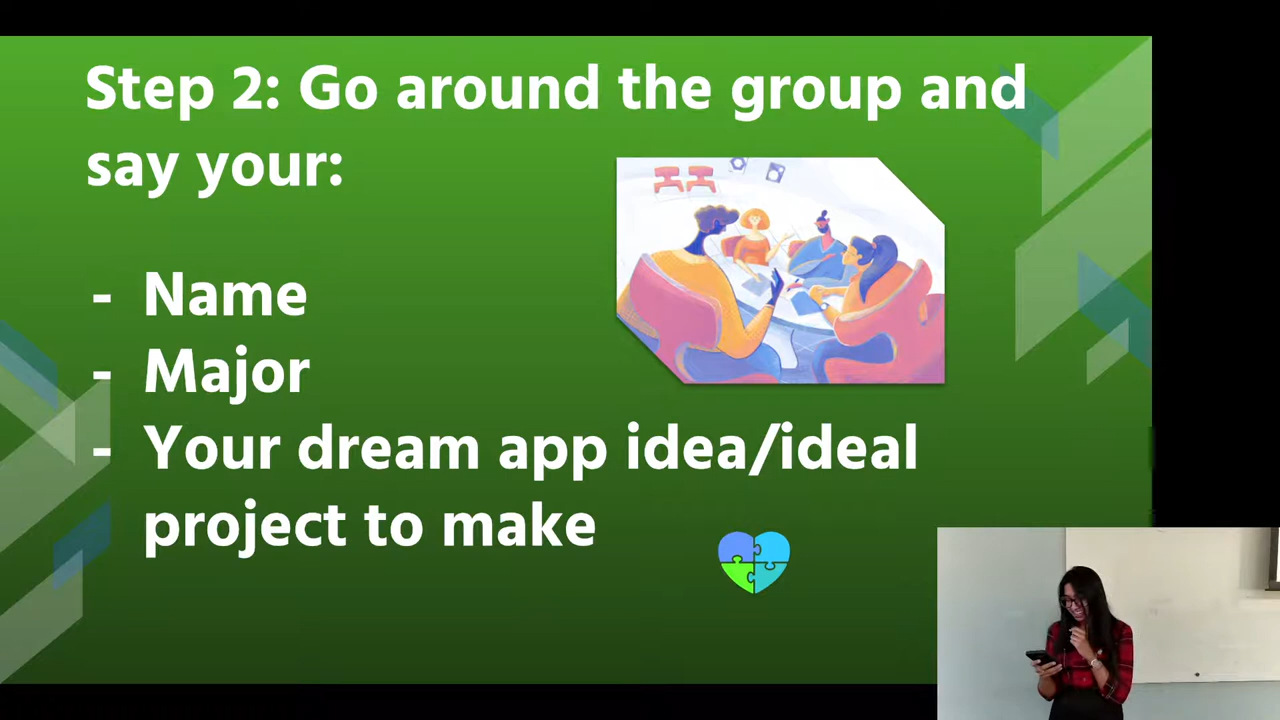 Step 2: Go around the group and
say your:
- Name
- Major
- Your dream app idea/ideal
project to make